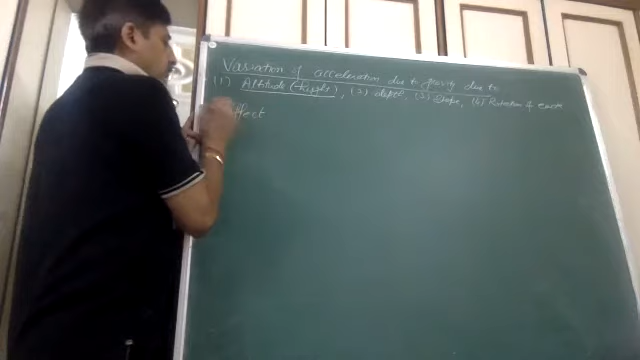 Variation of acceleration due to gravity due to
(1) Altitude (height), (2) depth, (3) Shape, (4) Rotation of earth
Effect